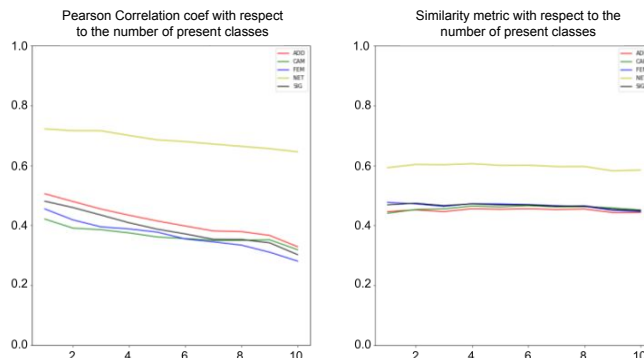 Pearson Correlation coef with respect
to the number of present classes
1.0
0.8
0.6
0.4
0.2
0.0
2 4 6 8 10
ADD
CAM
FEM
NET
SIG
Similarity metric with respect to the
number of present classes
1.0
0.8
0.6
0.4
0.2
0.0
2 4 6 8 10